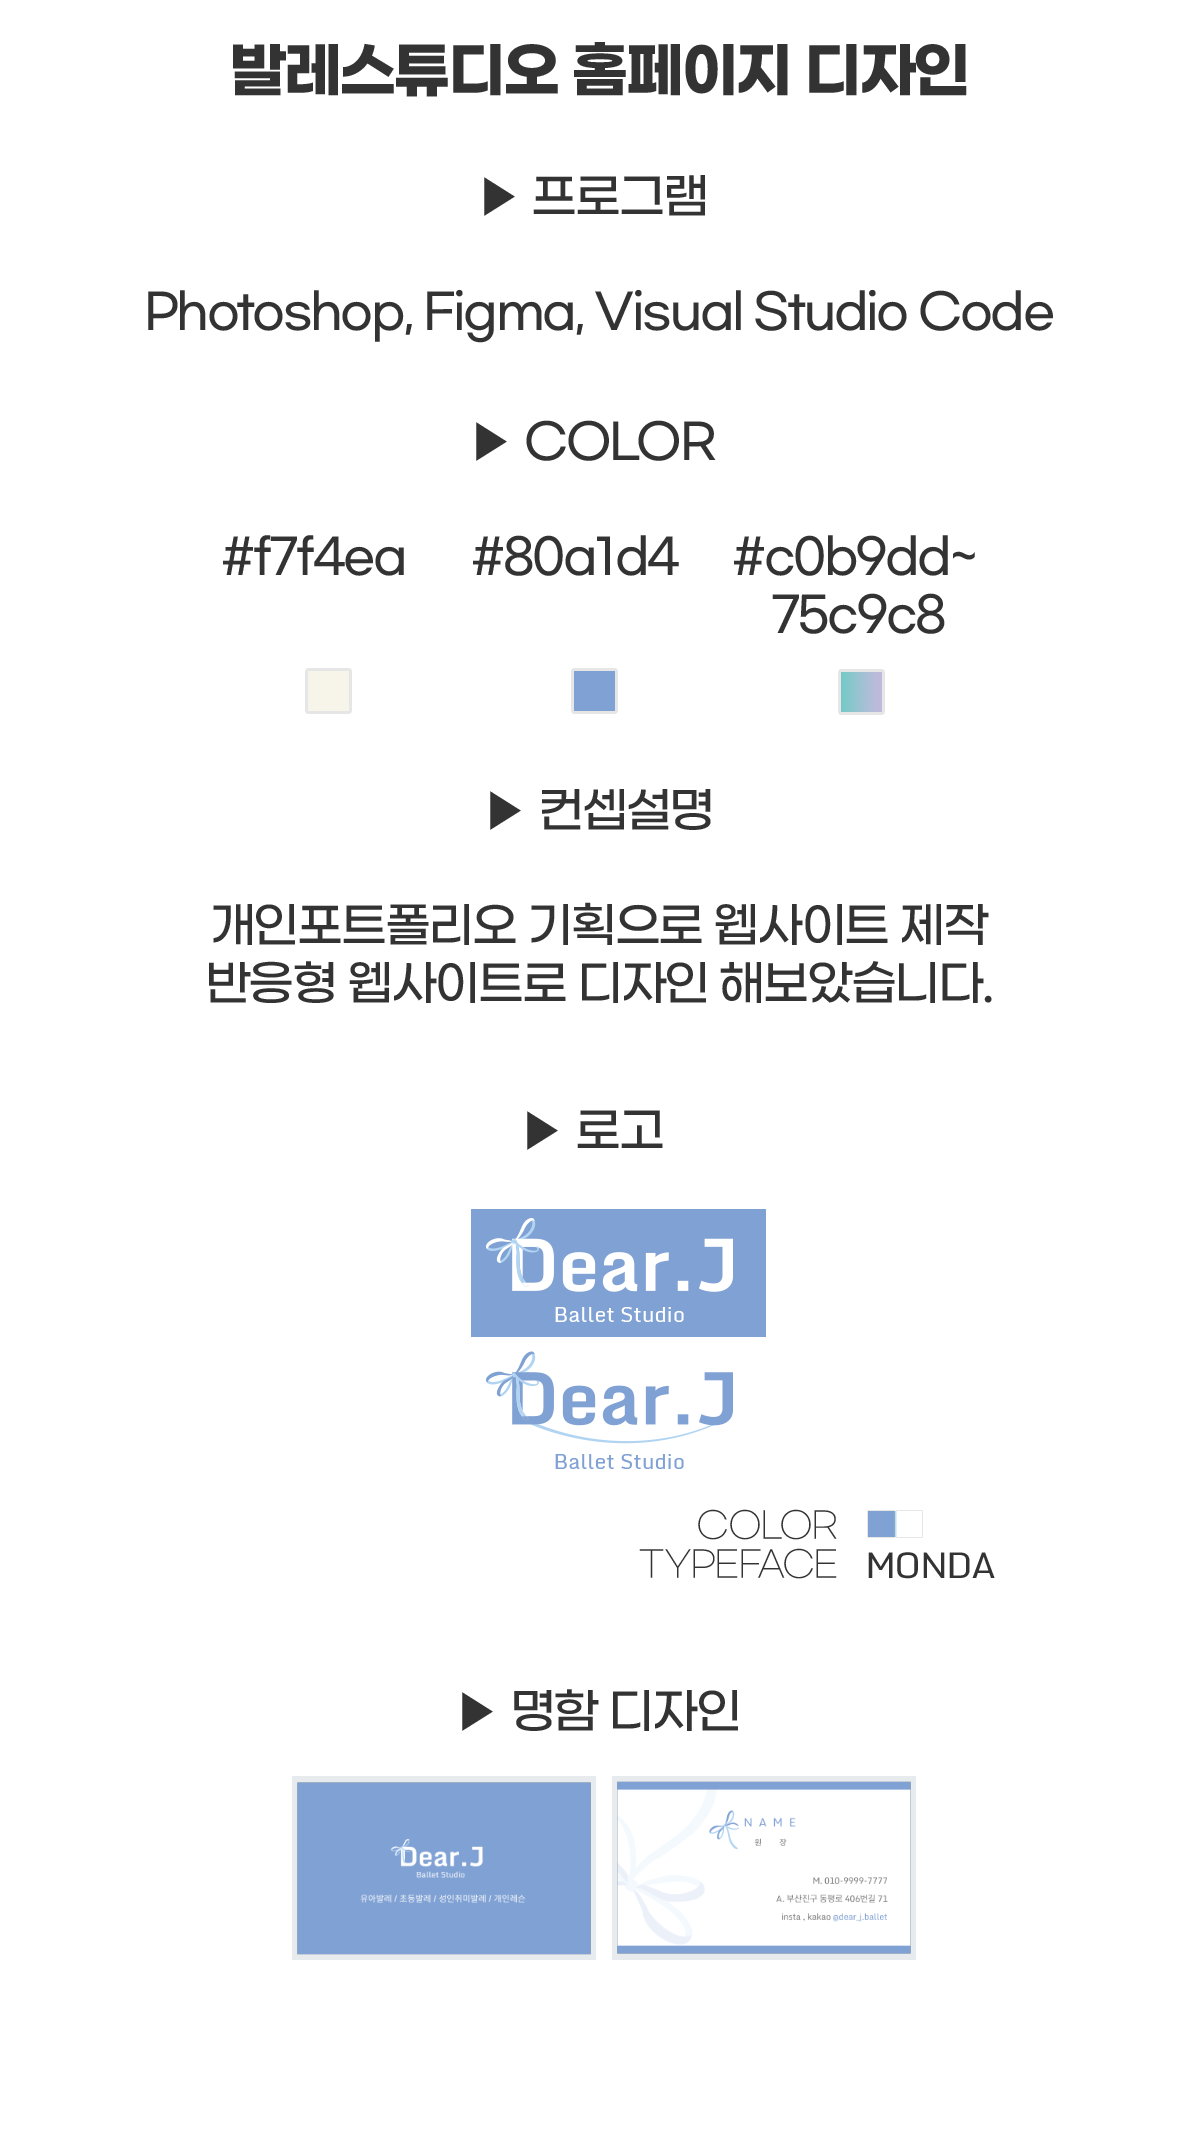 발레스튜디오 홈페이지 디자인
▶ 프로그램
Photoshop, Figma, Visual Studio Code
▶ COLOR
#f7f4ea #80a1d4 #c0b9dd~
75c9c8
▶ 컨셉설명
개인포트폴리오 기획으로 웹사이트 제작
반응형 웹사이트로 디자인 해보았습니다.
▶ 로고
Dear.J
Ballet Studio
Dear.J
Ballet Studio
COLOR
TYPEFACE MONDA
▶ 명함 디자인
Dear.J
Ballet Studio
유아발레 / 초등발레 / 성인취미발레 / 개인레슨
NAME
원 장
M. 010-9999-7777
A. 부산진구 동평로 406번길 71
insta , kakao @dear_j.ballet